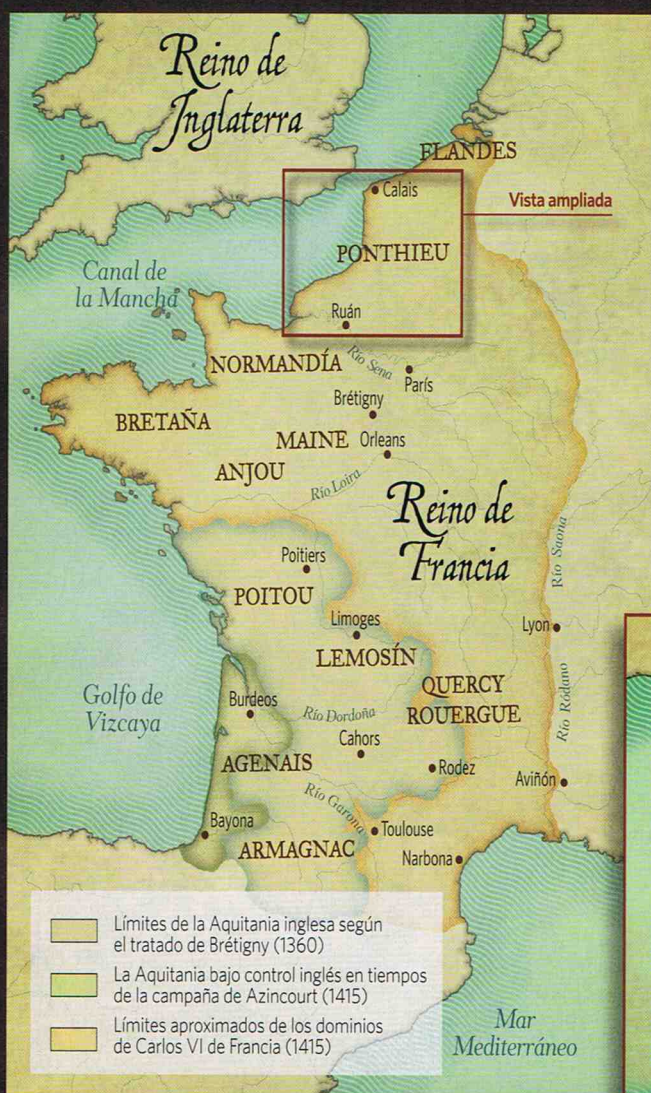 Reino de
Inglaterra
FLANDES
Calais
Vista ampliada
PONTHIEU
Canal de
la Mancha
Ruán
NORMANDÍA
Río Sena
París
Brétigny
BRETAÑA
MAINE
Orleans
ANJOU
Río Loira
Reino de
Francia
Río Saona
Poitiers
POITOU
Limoges
Lyon
LEMOSÍN
QUERCY
ROUERGUE
Golfo de
Vizcaya
Burdeos
Río Dordoña
Río Ródano
Cahors
AGENAIS
Rodez
Aviñón
Río Garona
Bayona
Toulouse
ARMAGNAC
Narbona
Límites de la Aquitania inglesa según
el tratado de Brétigny (1360)
La Aquitania bajo control inglés en tiempos
de la campaña de Azincourt (1415)
Límites aproximados de los dominios
de Carlos VI de Francia (1415)
Mar
Mediterráneo